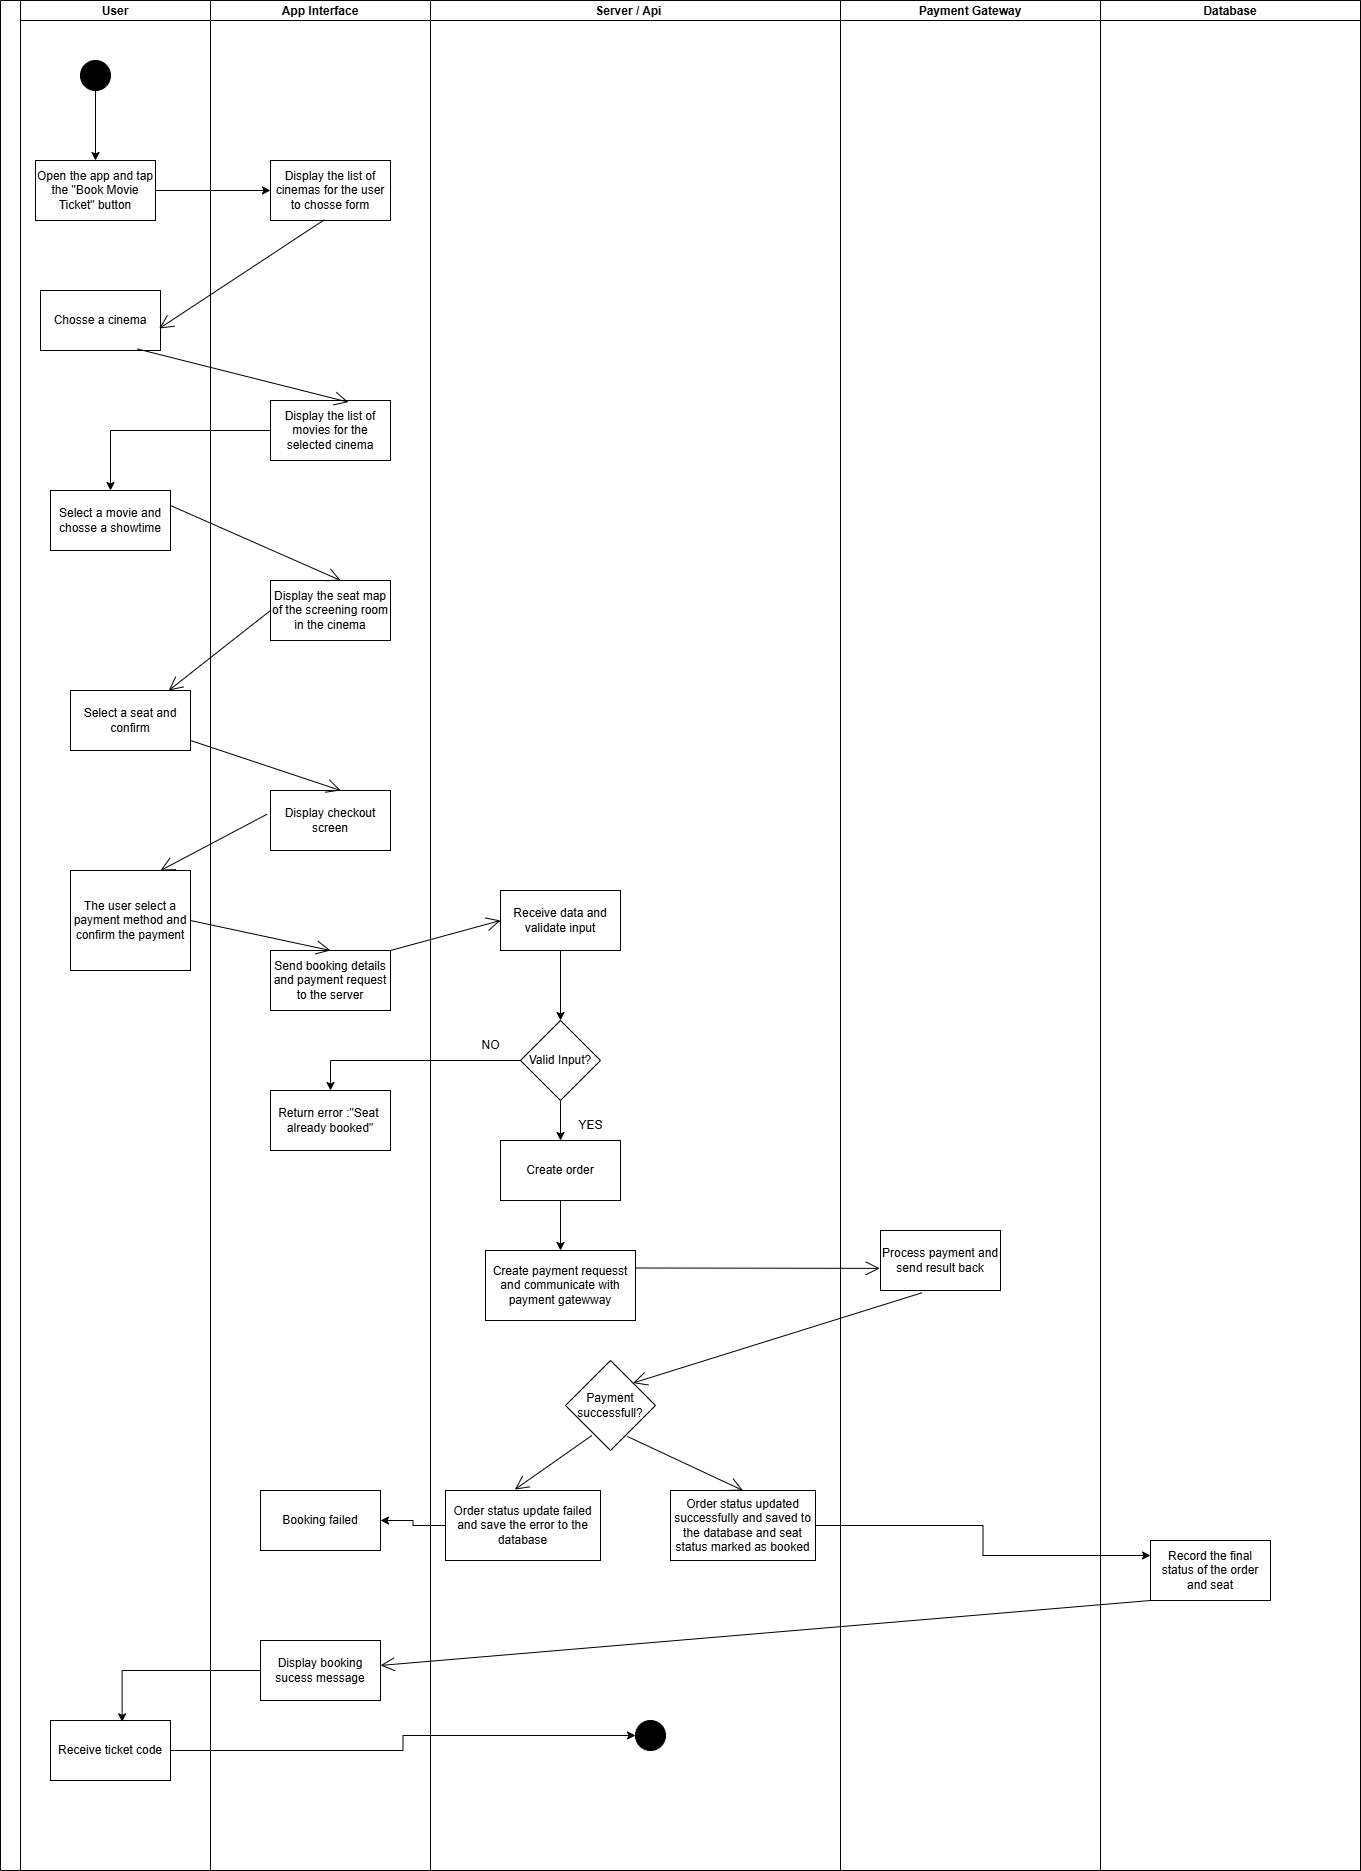 User
App Interface
Server / Api
Payment Gateway
Database
Open the app and tap
the "Book Movie
Ticket" button
Display the list of
cinemas for the user
to chosse form
Chosse a cinema
Display the list of
movies for the
selected cinema
Select a movie and
chosse a showtime
Display the seat map
of the screening room
in the cinema
Select a seat and
confirm
Display checkout
screen
The user select a
payment method and
confirm the payment
Send booking details
and payment request
to the server
Receive data and
validate input
Valid Input?
NO
Return error :"Seat
already booked"
YES
Create order
Create payment requesst
and communicate with
payment gatewway
Process payment and
send result back
Payment
successfull?
Booking failed
Order status update failed
and save the error to the
database
Order status updated
successfully and saved to
the database and seat
status marked as booked
Record the final
status of the order
and seat
Display booking
sucess message
Receive ticket code